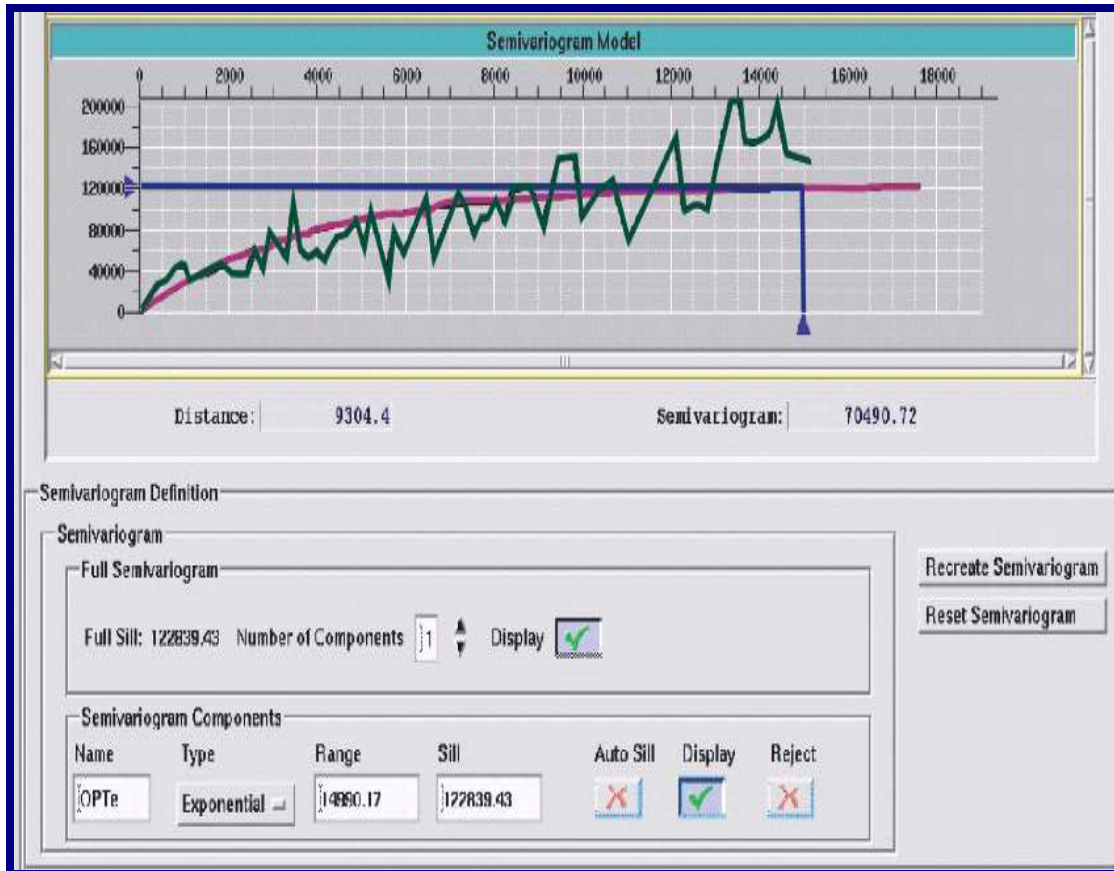 Semivariogram Model
0 2000 4000 6000 8000 10000 12000 14000 16000 18000
200000
160000
120000
80000
40000
0
Distance: 9304.4 Semivariogram: 70490.72
Semivariogram Definition
Semivariogram
Full Semivariogram
Full Sill: 122839.43 Number of Components 1 Display
Recreate Semivariogram
Reset Semivariogram
Semivariogram Components
Name Type Range Sill Auto Sill Display Reject
OPTe Exponential 14990.17 122839.43